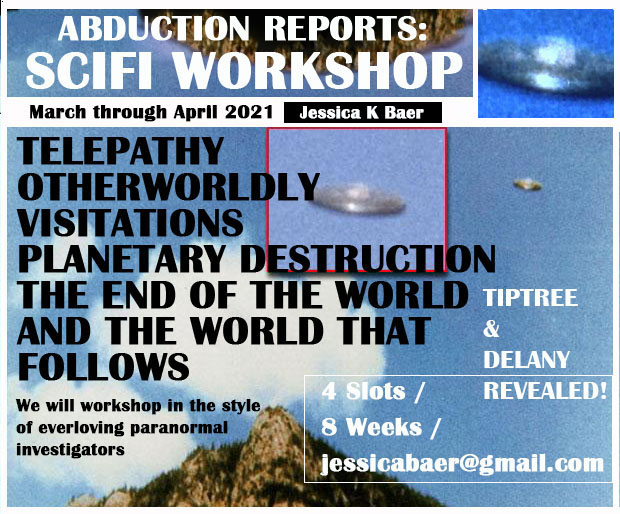 ABDUCTION REPORTS:
SCIFI WORKSHOP
March through April 2021 Jessica K Baer
TELEPATHY
OTHERWORLDLY
VISITATIONS
PLANETARY DESTRUCTION
THE END OF THE WORLD
AND THE WORLD THAT
FOLLOWS
We will workshop in the style
of everloving paranormal
investigators
TIPTREE
&
DELANY
REVEALED!
4 Slots /
8 Weeks /
jessicabaer@gmail.com